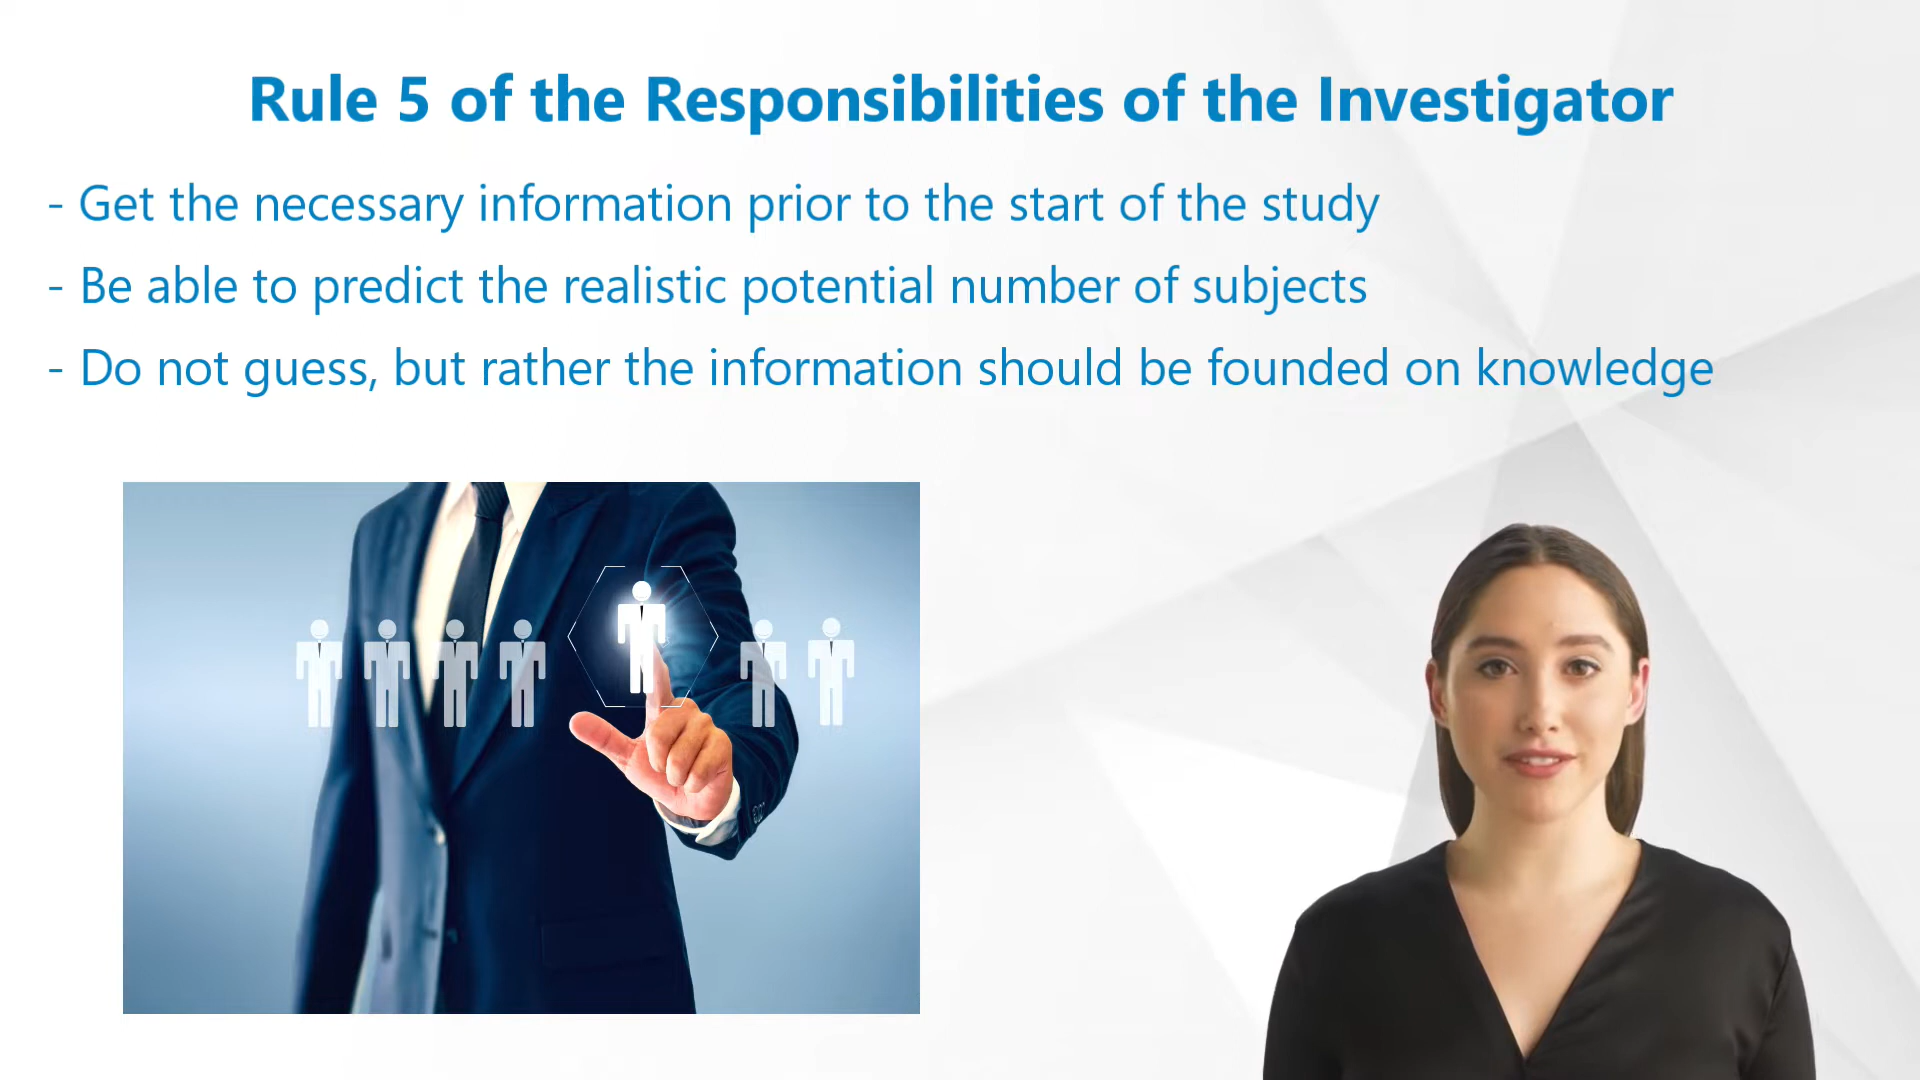 Rule 5 of the Responsibilities of the Investigator
- Get the necessary information prior to the start of the study
- Be able to predict the realistic potential number of subjects
- Do not guess, but rather the information should be founded on knowledge